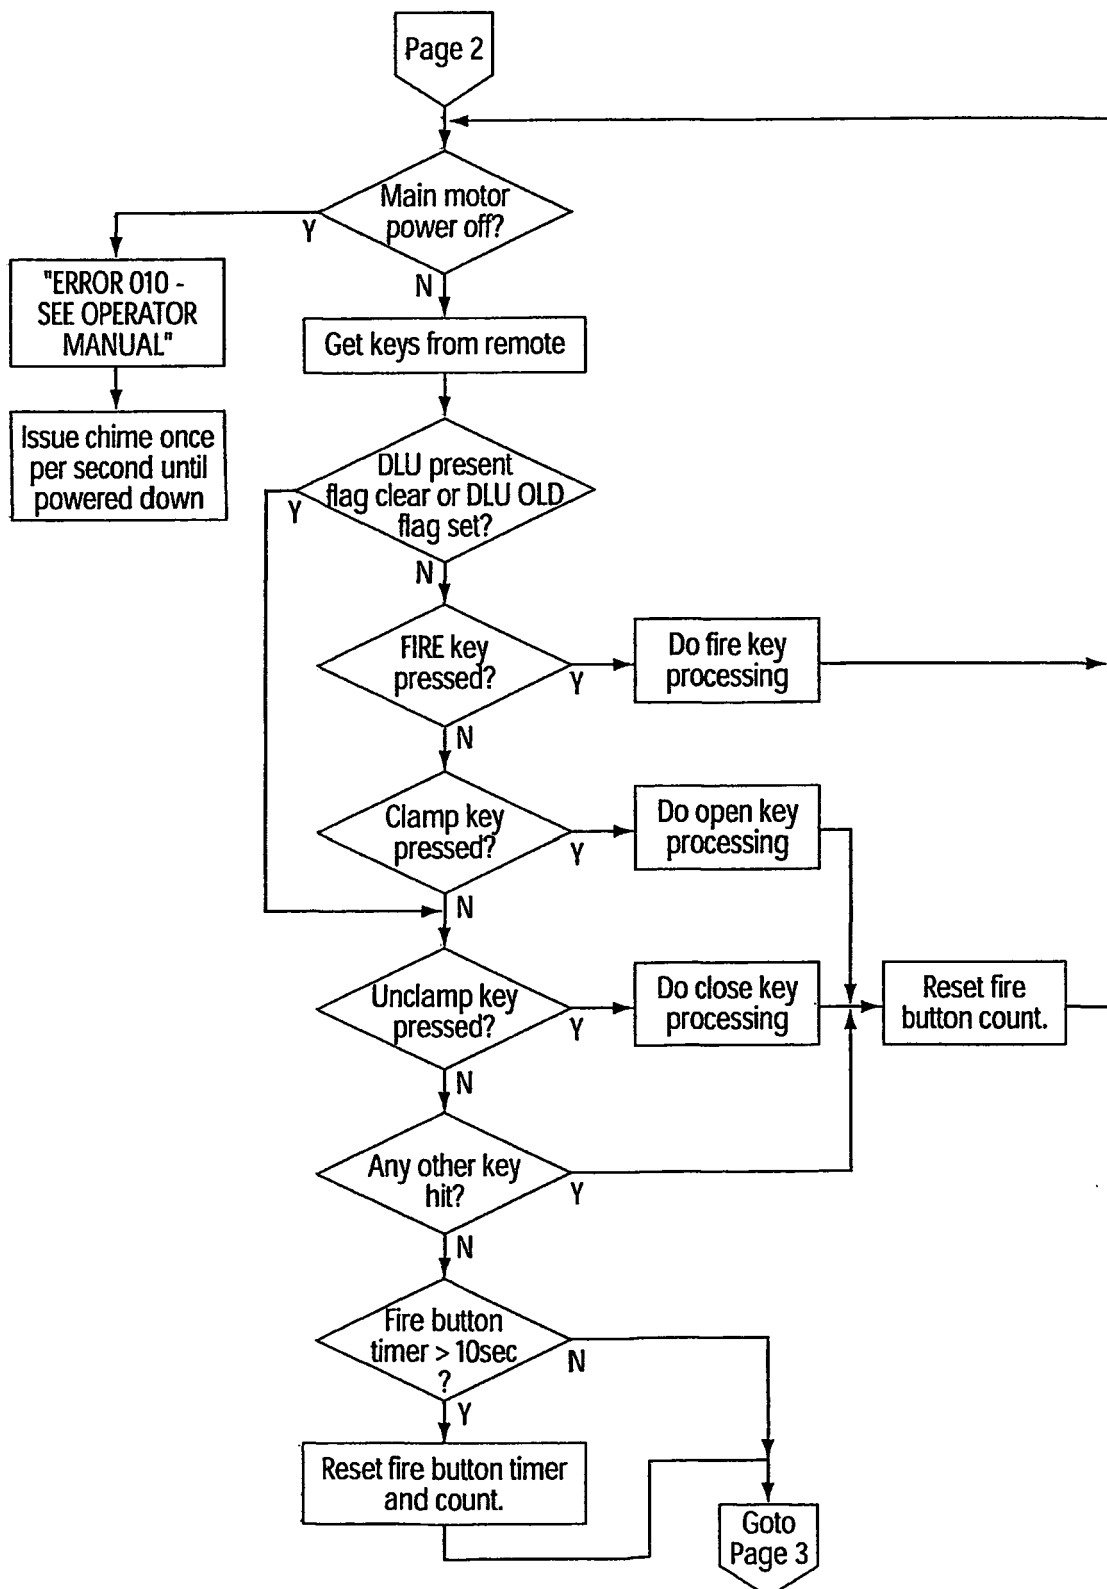 Page 2
Main motor
power off?
Y
N
"ERROR 010 -
SEE OPERATOR
MANUAL"
Get keys from remote
Issue chime once
per second until
powered down
DLU present
flag clear or DLU OLD
flag set?
Y
N
FIRE key
pressed?
Y
Do fire key
processing
N
Clamp key
pressed?
Y
Do open key
processing
N
Unclamp key
pressed?
Y
Do close key
processing
Reset fire
button count.
N
Any other key
hit?
Y
N
Fire button
timer > 10sec
?
N
Y
Reset fire button timer
and count.
Goto
Page 3